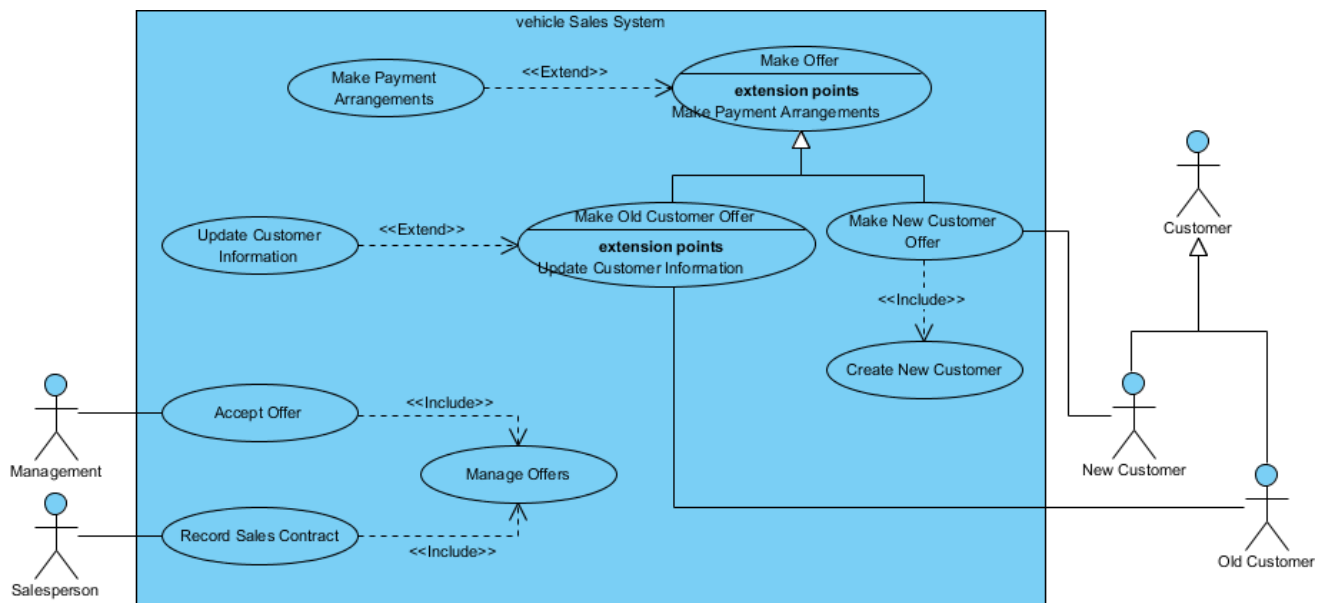 vehicle Sales System
Make Payment
Arrangements
<<Extend>>
Make Offer
extension points
Make Payment Arrangements
Customer
Update Customer
Information
<<Extend>>
Make Old Customer Offer
extension points
Update Customer Information
Make New Customer
Offer
<<Include>>
Create New Customer
Management
Accept Offer
<<Include>>
Manage Offers
New Customer
Salesperson
Record Sales Contract
<<Include>>
Old Customer